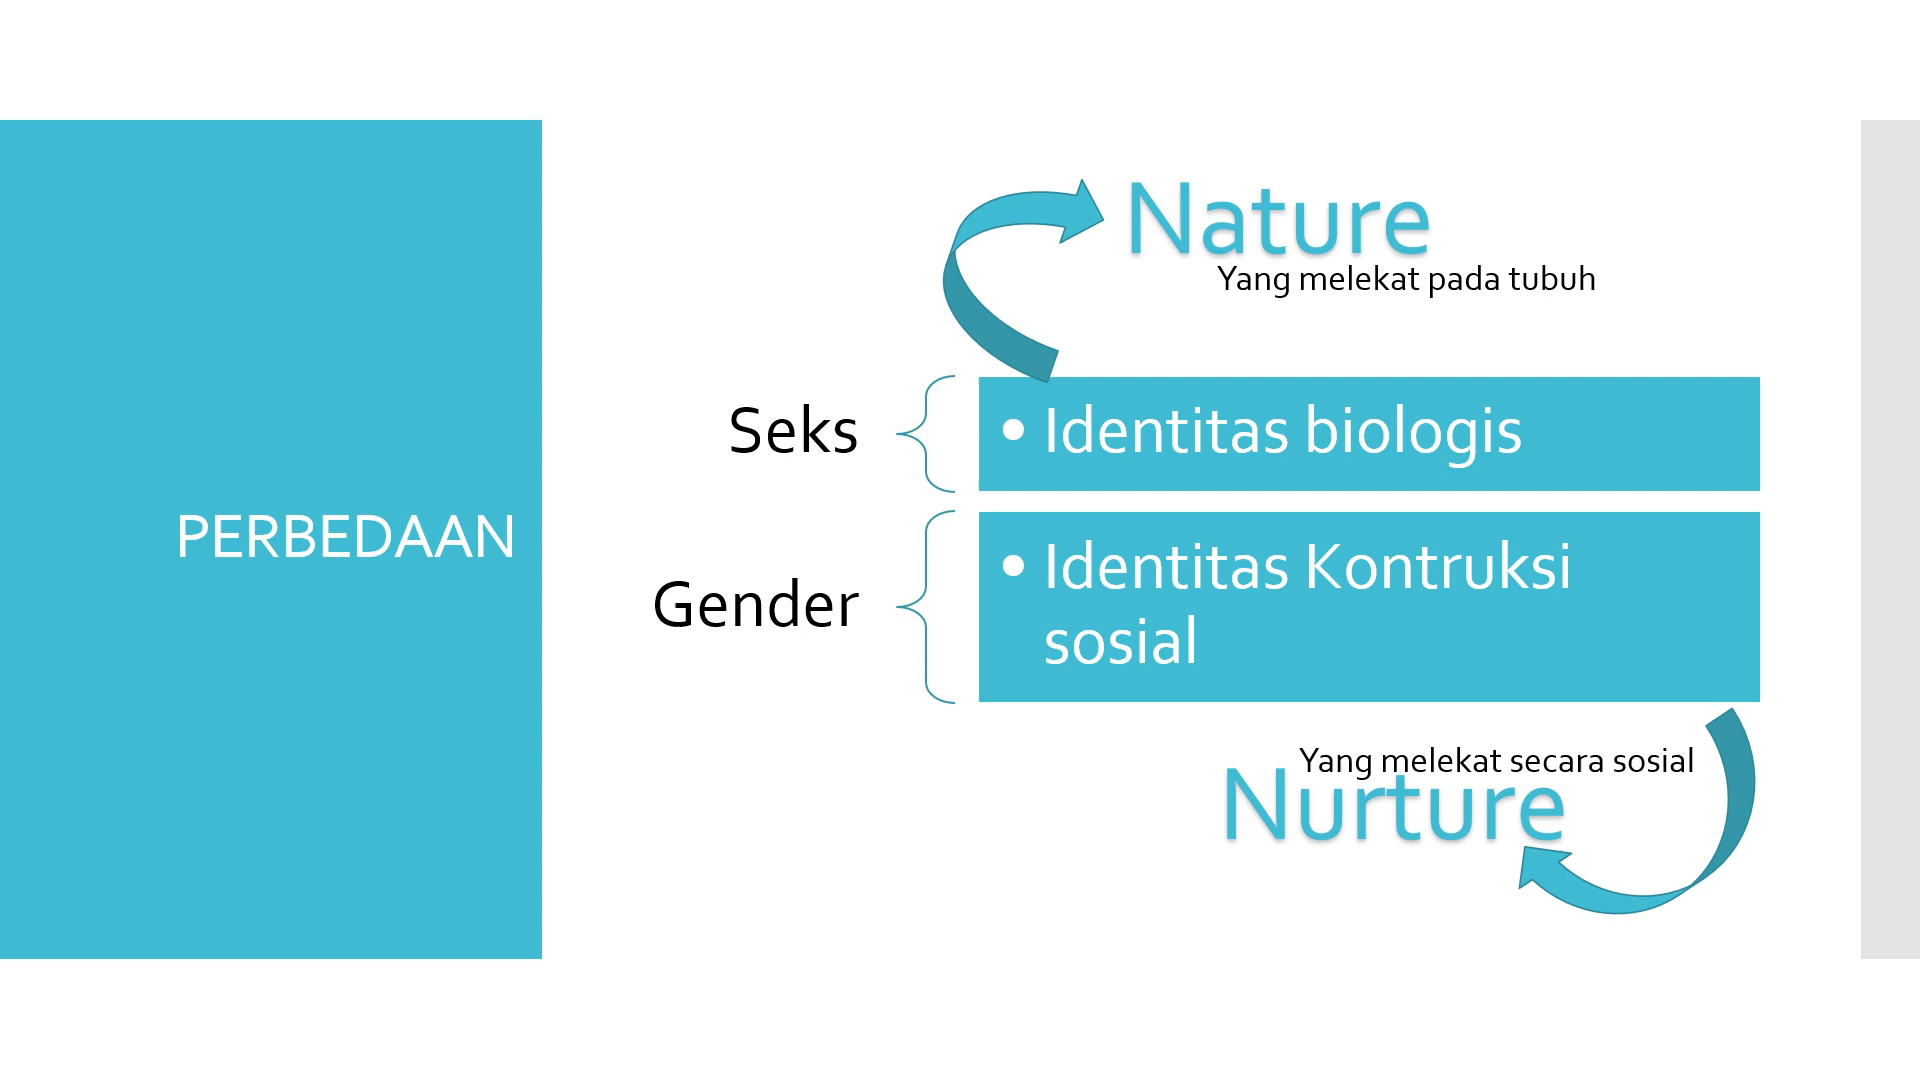 PERBEDAAN
Nature
Yang melekat pada tubuh
Seks
• Identitas biologis
Gender
• Identitas Kontruksi
sosial
Yang melekat secara sosial
Nurture